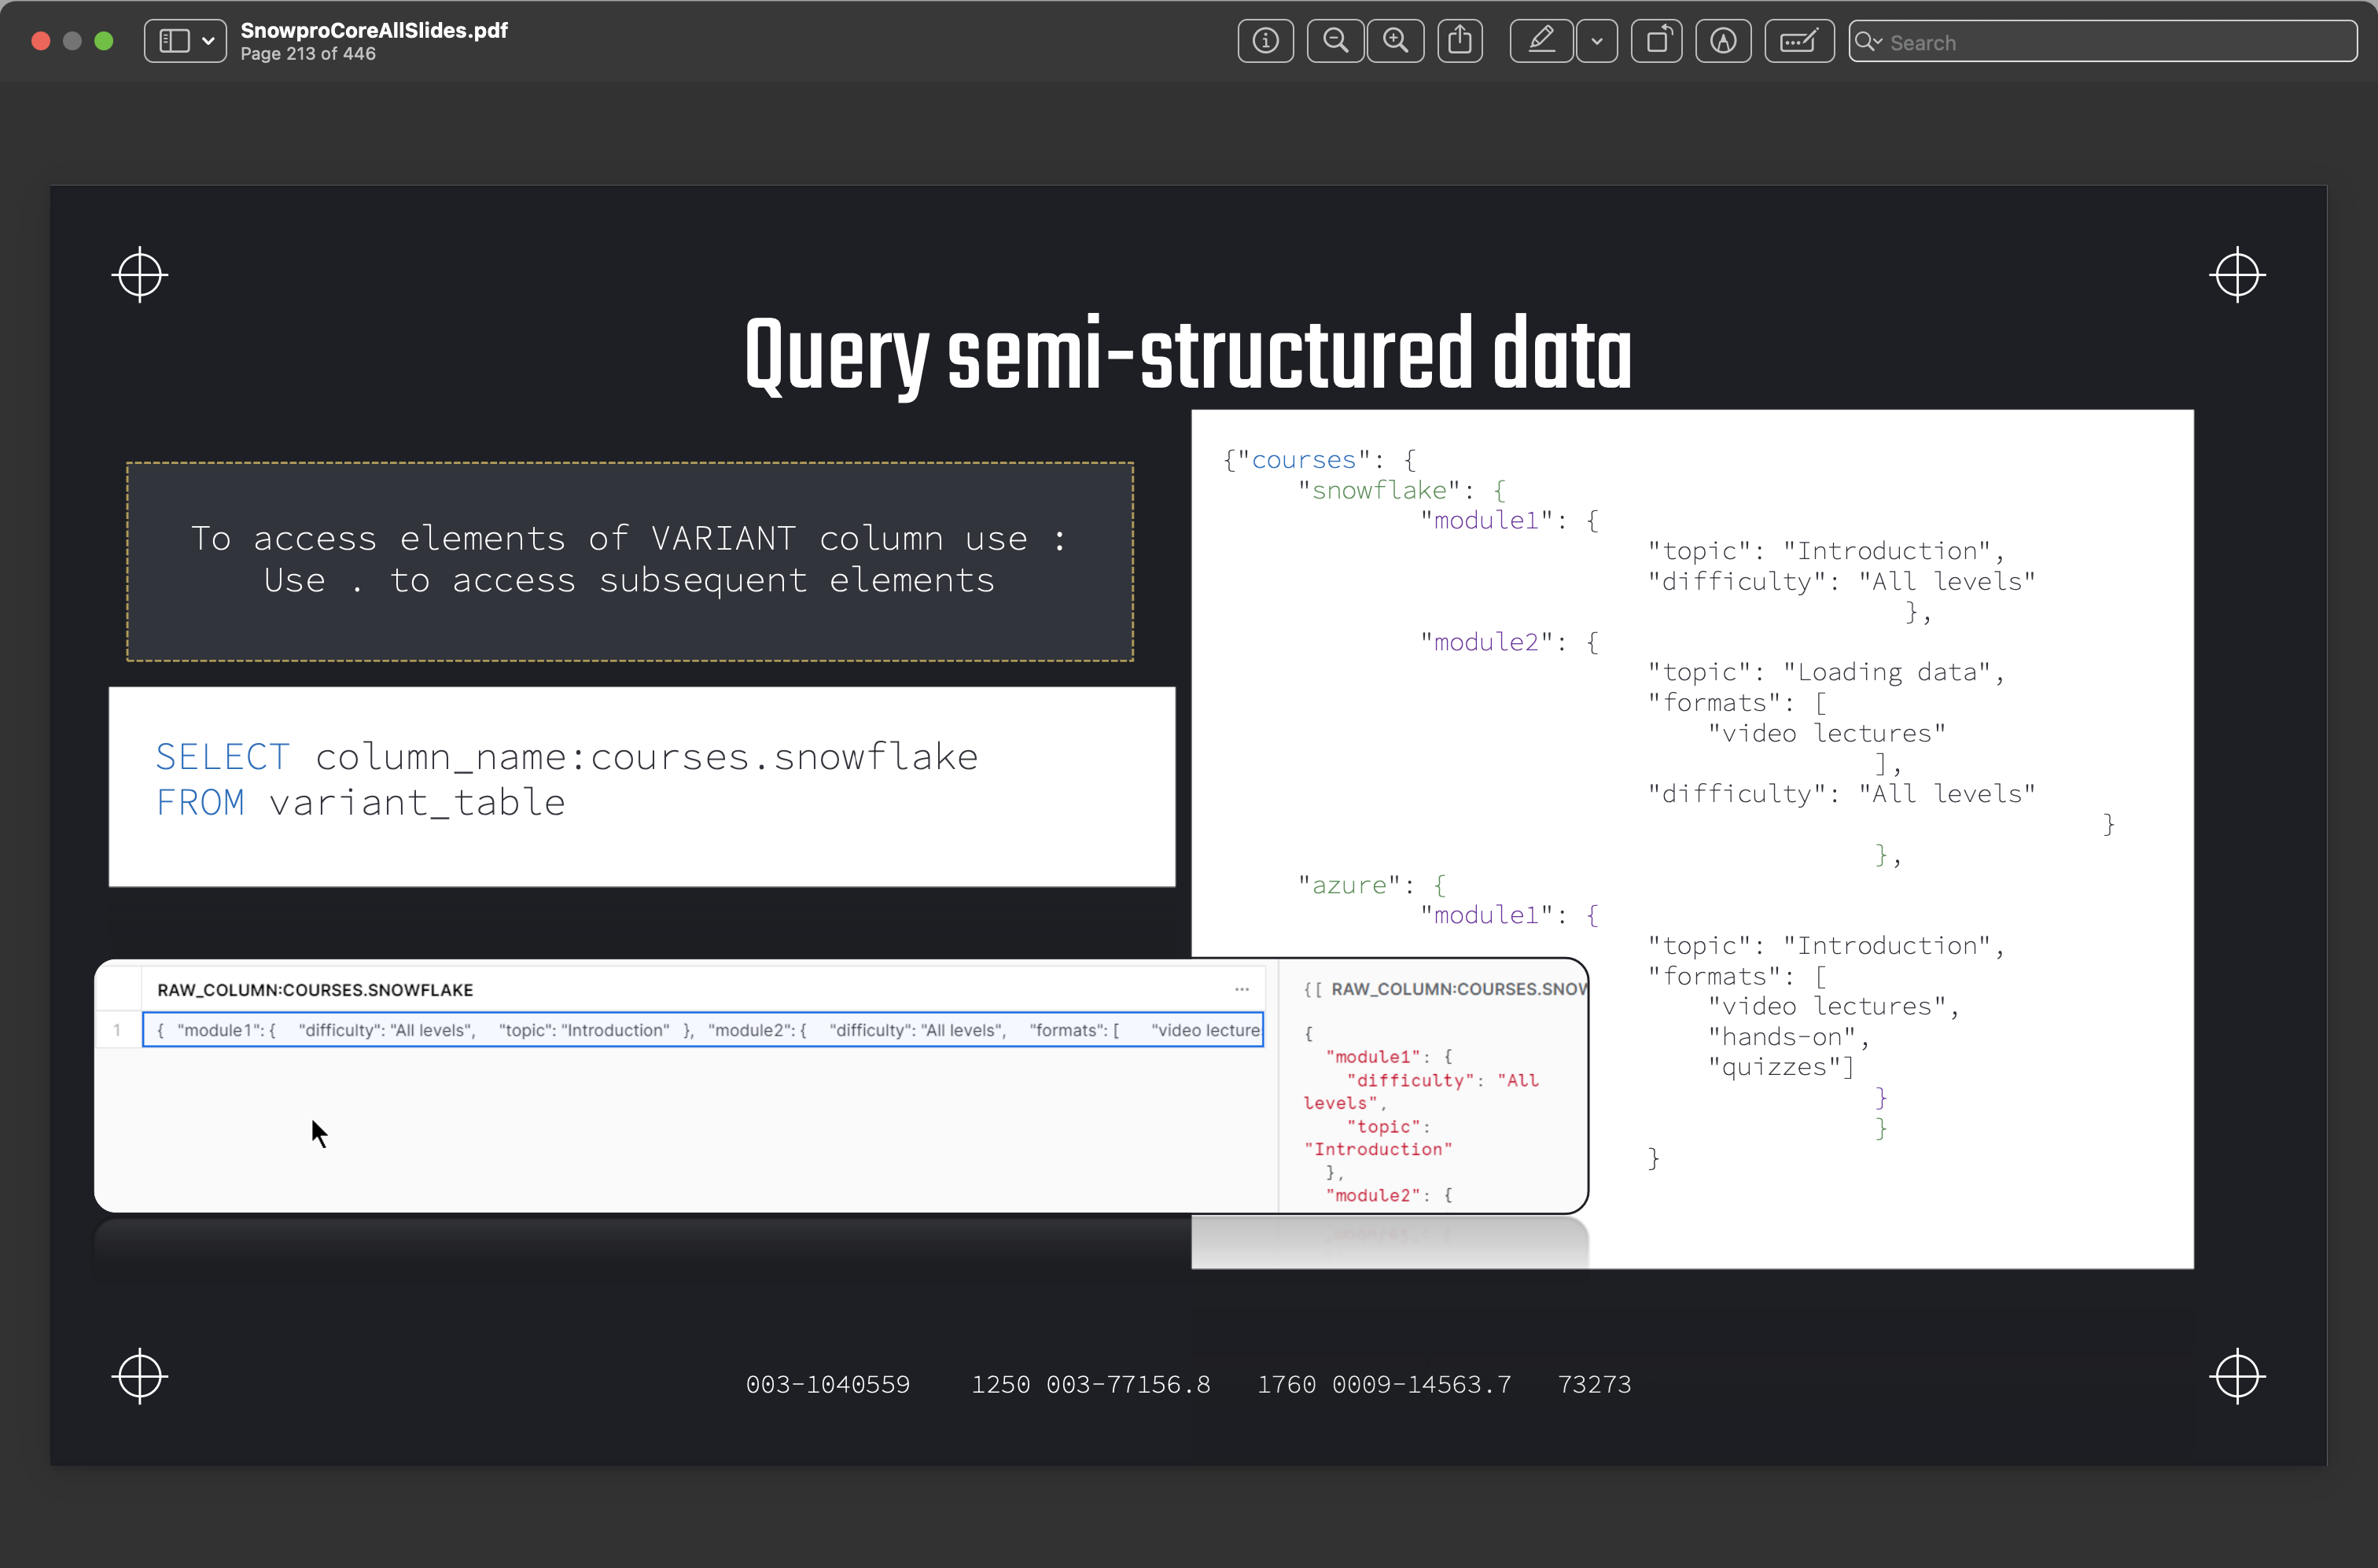 SnowproCoreAllSlides.pdf
Page 213 of 446
Search
Query semi-structured data
To access elements of VARIANT column use :
Use . to access subsequent elements
SELECT column_name:courses.snowflake
FROM variant_table
{"courses": {
"snowflake": {
"module1": {
"topic": "Introduction",
"difficulty": "All levels"
},
"module2": {
"topic": "Loading data",
"formats": [
"video lectures"
],
"difficulty": "All levels"
}
},
"azure": {
"module1": {
"topic": "Introduction",
"formats": [
"video lectures",
"hands-on",
"quizzes"]
}
}
}
RAW_COLUMN:COURSES.SNOWFLAKE ...
1 { "module1": { "difficulty": "All levels", "topic": "Introduction" }, "module2": { "difficulty": "All levels", "formats": [ "video lecture
{[ RAW_COLUMN:COURSES.SNOW
{
"module1": {
"difficulty": "All
levels",
"topic":
"Introduction"
},
"module2": {
003-1040559 1250 003-77156.8 1760 0009-14563.7 73273